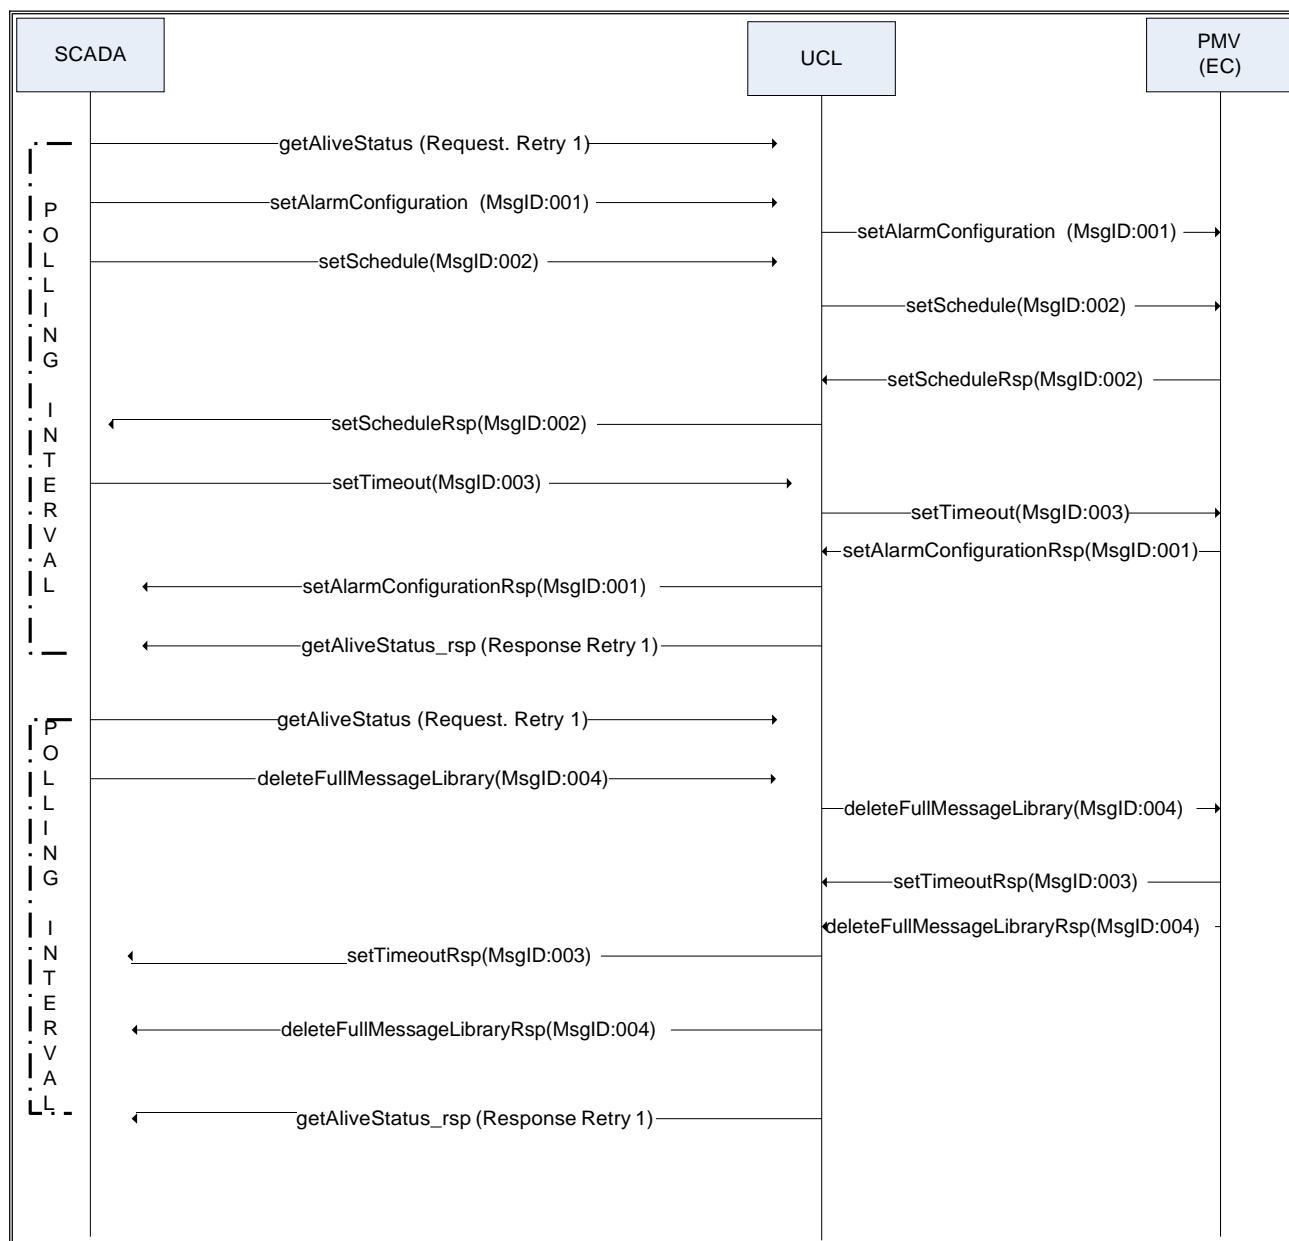 SCADA
UCL
PMV
(EC)
getAliveStatus (Request. Retry 1)
setAlarmConfiguration (MsgID:001)
setAlarmConfiguration (MsgID:001)
setSchedule(MsgID:002)
setSchedule(MsgID:002)
setScheduleRsp(MsgID:002)
setScheduleRsp(MsgID:002)
setTimeout(MsgID:003)
setTimeout(MsgID:003)
setAlarmConfigurationRsp(MsgID:001)
setAlarmConfigurationRsp(MsgID:001)
getAliveStatus_rsp (Response Retry 1)
POLLING INTERVAL
getAliveStatus (Request. Retry 1)
deleteFullMessageLibrary(MsgID:004)
deleteFullMessageLibrary(MsgID:004)
setTimeoutRsp(MsgID:003)
deleteFullMessageLibraryRsp(MsgID:004)
setTimeoutRsp(MsgID:003)
deleteFullMessageLibraryRsp(MsgID:004)
getAliveStatus_rsp (Response Retry 1)
POLLING INTERVAL